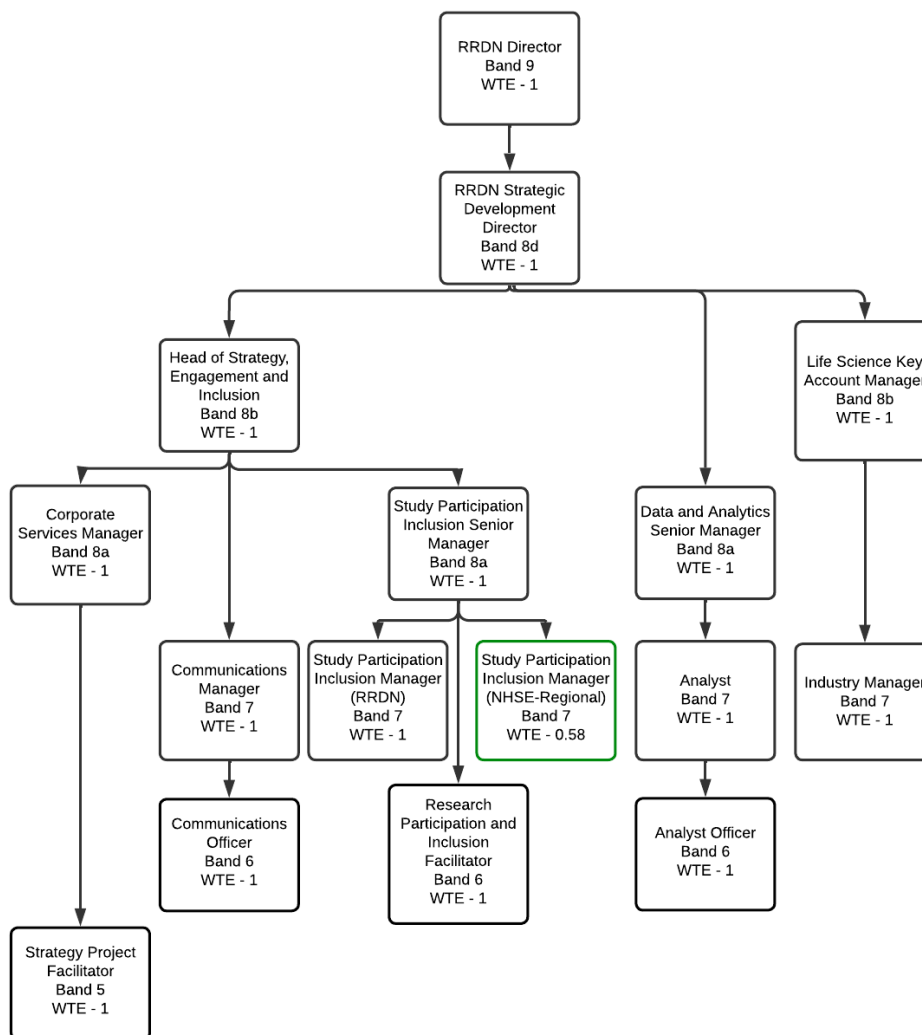 RRDN Director
Band 9
WTE - 1
RRDN Strategic
Development
Director
Band 8d
WTE - 1
Head of Strategy,
Engagement and
Inclusion
Band 8b
WTE - 1
Life Science Key
Account Manager
Band 8b
WTE - 1
Corporate
Services Manager
Band 8a
WTE - 1
Study Participation
Inclusion Senior
Manager
Band 8a
WTE - 1
Data and Analytics
Senior Manager
Band 8a
WTE - 1
Communications
Manager
Band 7
WTE - 1
Study Participation
Inclusion Manager
(RRDN)
Band 7
WTE - 1
Study Participation
Inclusion Manager
(NHSE-Regional)
Band 7
WTE - 0.58
Analyst
Band 7
WTE - 1
Industry Manager
Band 7
WTE - 1
Communications
Officer
Band 6
WTE - 1
Research
Participation and
Inclusion
Facilitator
Band 6
WTE - 1
Analyst Officer
Band 6
WTE - 1
Strategy Project
Facilitator
Band 5
WTE - 1